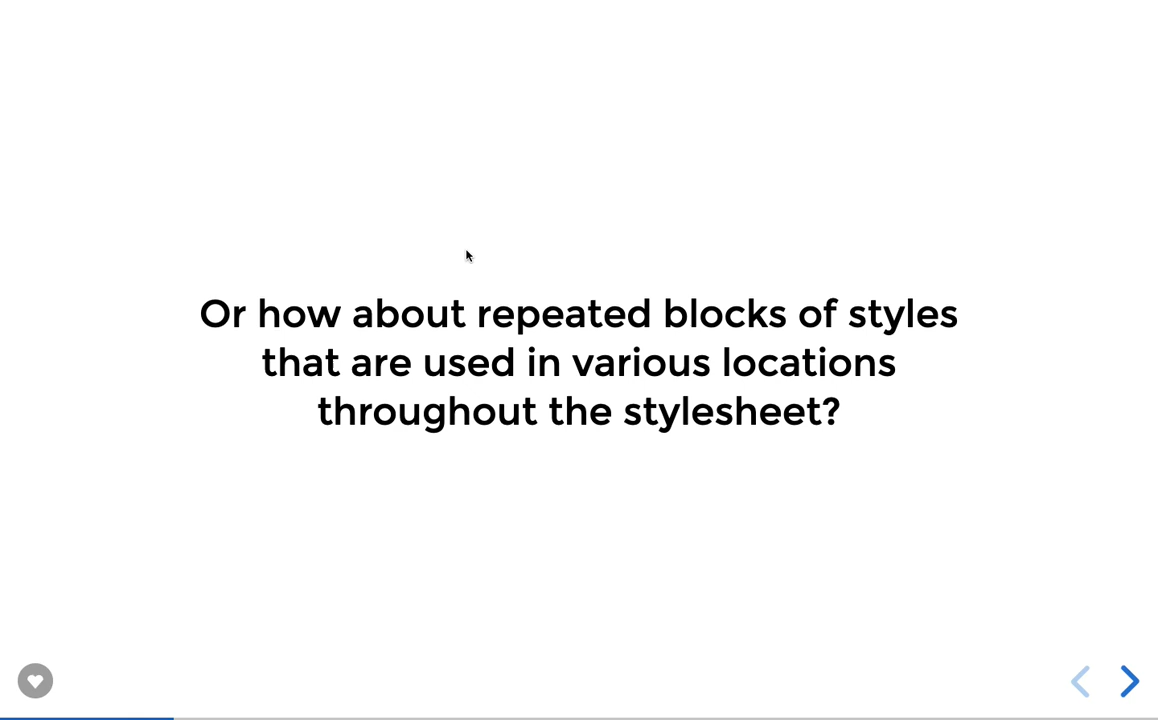 Or how about repeated blocks of styles
that are used in various locations
throughout the stylesheet?